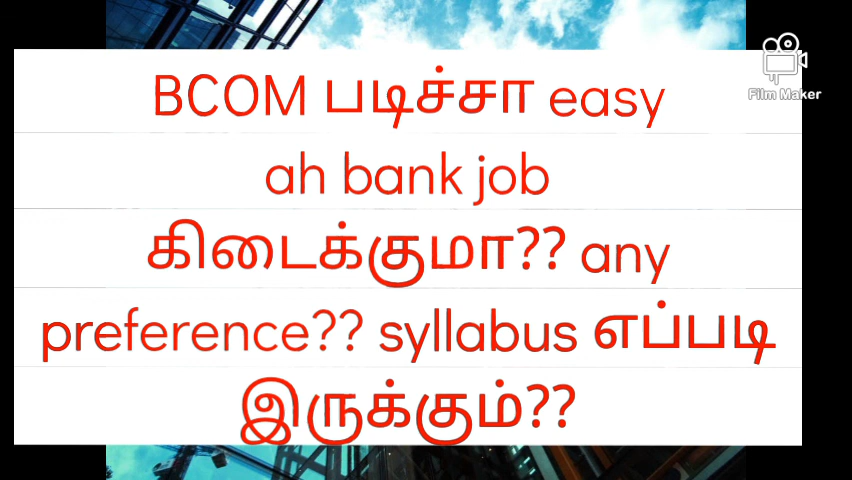 BCOM படிச்சா easy
ah bank job
கிடைக்குமா?? any
preference?? syllabus எப்படி
இருக்கும்??
Film Maker